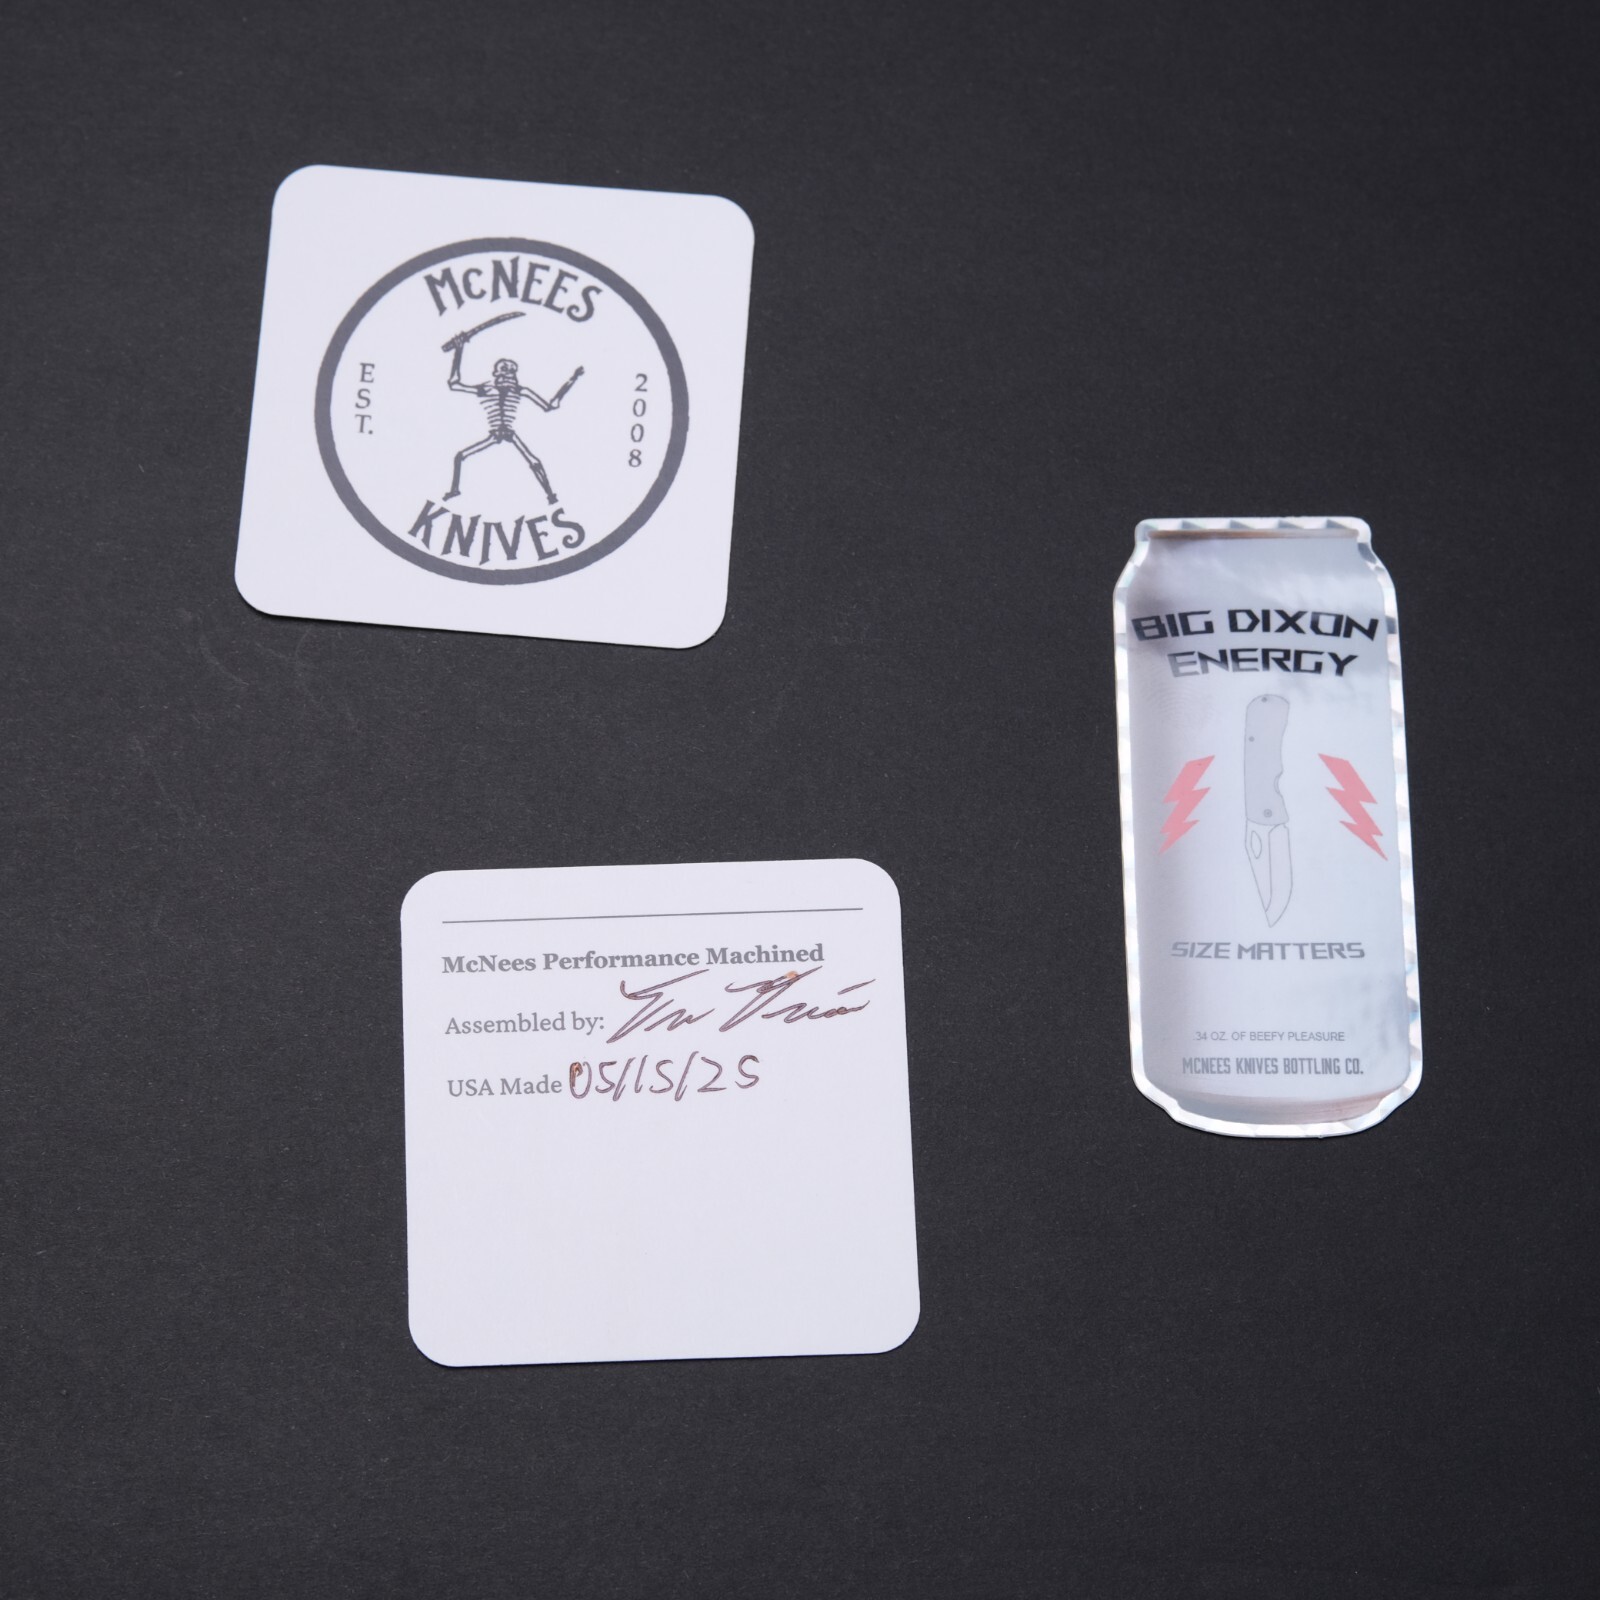 McNEES
EST.
2008
KNIVES
BIG DIXON
ENERGY
SIZE MATTERS
.34 OZ. OF BEEFY PLEASURE
MCNEES KNIVES BOTTLING CO.
McNees Performance Machined
Assembled by:
USA Made 05/15/25